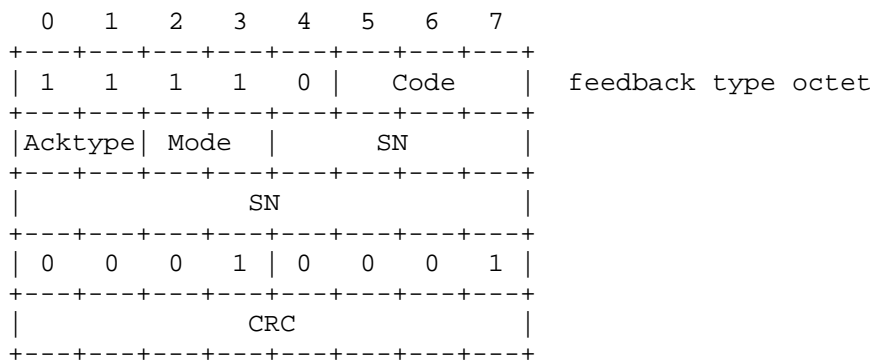 0   1   2   3   4   5   6   7
+---+---+---+---+---+---+---+---+
| 1   1   1   1   0 |   Code    |  feedback type octet
+---+---+---+---+---+---+---+---+
|Acktype| Mode  |      SN       |
+---+---+---+---+---+---+---+---+
|              SN               |
+---+---+---+---+---+---+---+---+
| 0   0   0   1 | 0   0   0   1 |
+---+---+---+---+---+---+---+---+
|              CRC              |
+---+---+---+---+---+---+---+---+